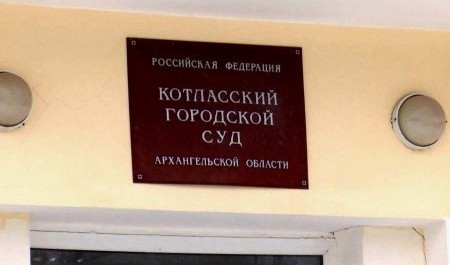 РОССИЙСКАЯ ФЕДЕРАЦИЯ
КОТЛАССКИЙ
ГОРОДСКОЙ
СУД
АРХАНГЕЛЬСКОЙ ОБЛАСТИ